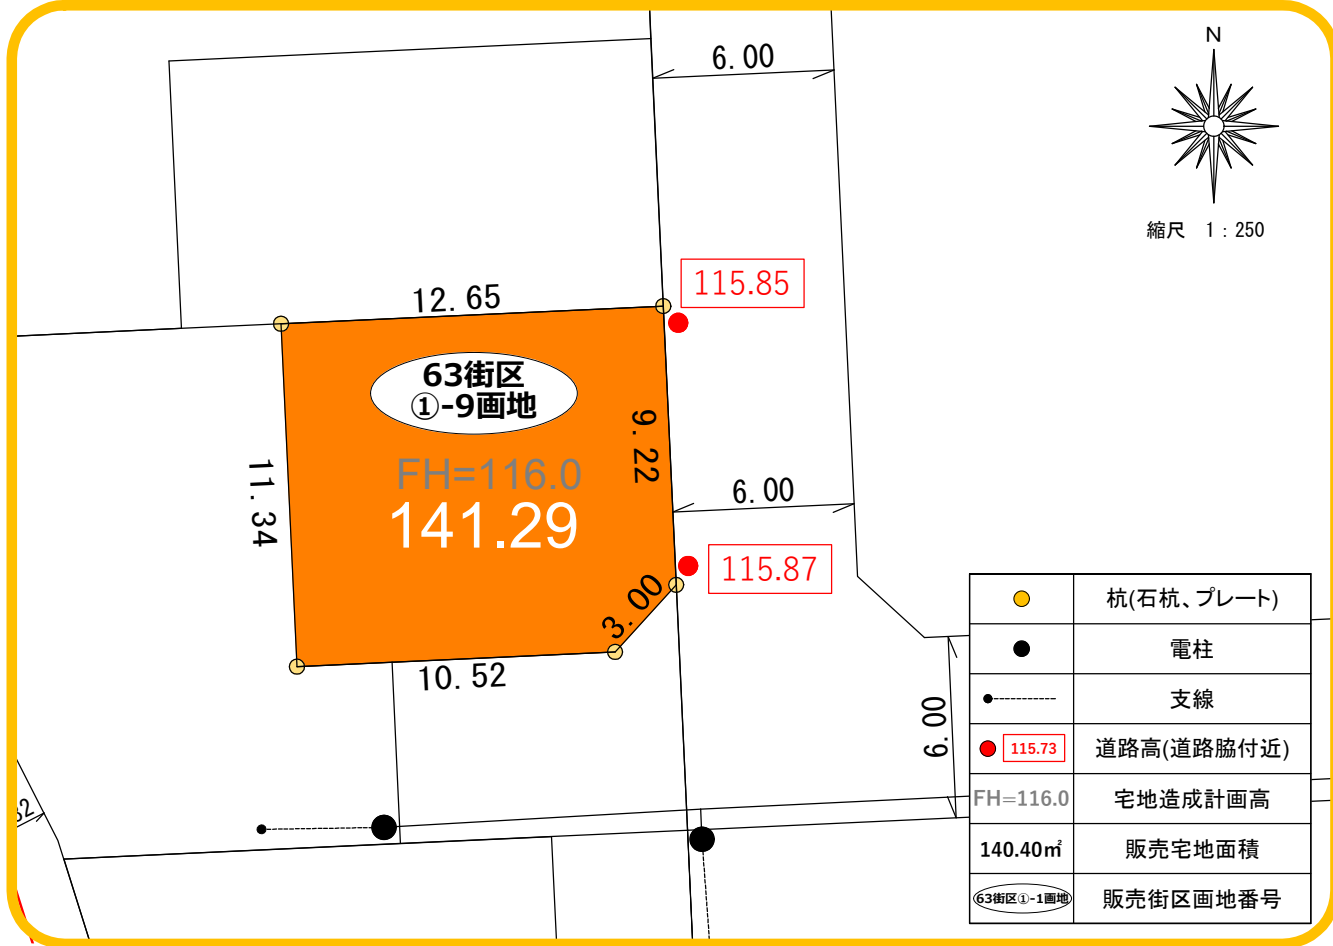 6.00
N
縮尺 1：250
115.85
12.65
63街区
①-9画地
9.22
FH=116.0
11.34
141.29
6.00
115.87
3.00
10.52
6.00
杭(石杭、プレート)
電柱
支線
115.73 道路高(道路脇付近)
FH=116.0 宅地造成計画高
140.40㎡ 販売宅地面積
63街区①-1画地 販売街区画地番号